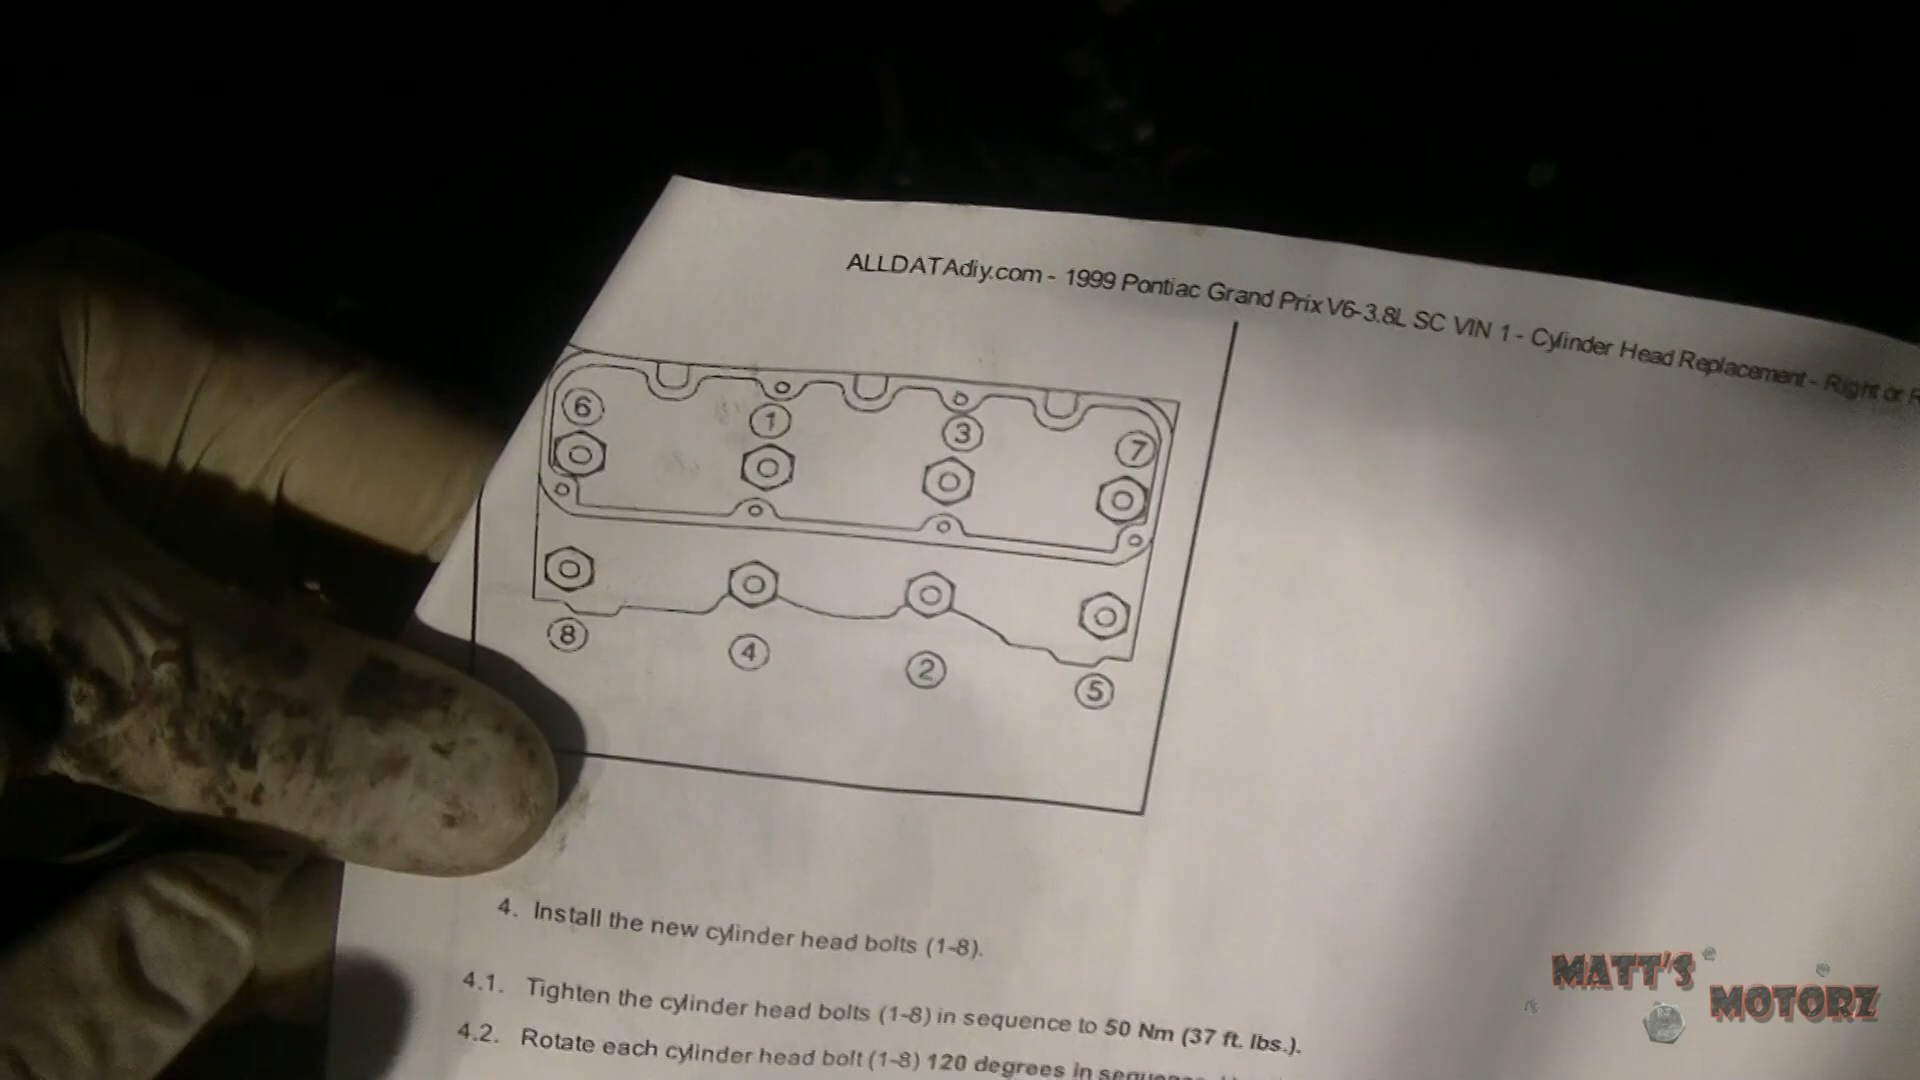 ALLDATAdiy.com - 1999 Pontiac Grand Prix V6-3.8L SC VIN 1 - Cylinder Head Replacement - Right or
6 1 3 7
8 4 2 5
4. Install the new cylinder head bolts (1-8).
4.1. Tighten the cylinder head bolts (1-8) in sequence to 50 Nm (37 ft. lbs.).
4.2. Rotate each cylinder head bolt (1-8) 120 degrees in
MATT'S
MOTORZ